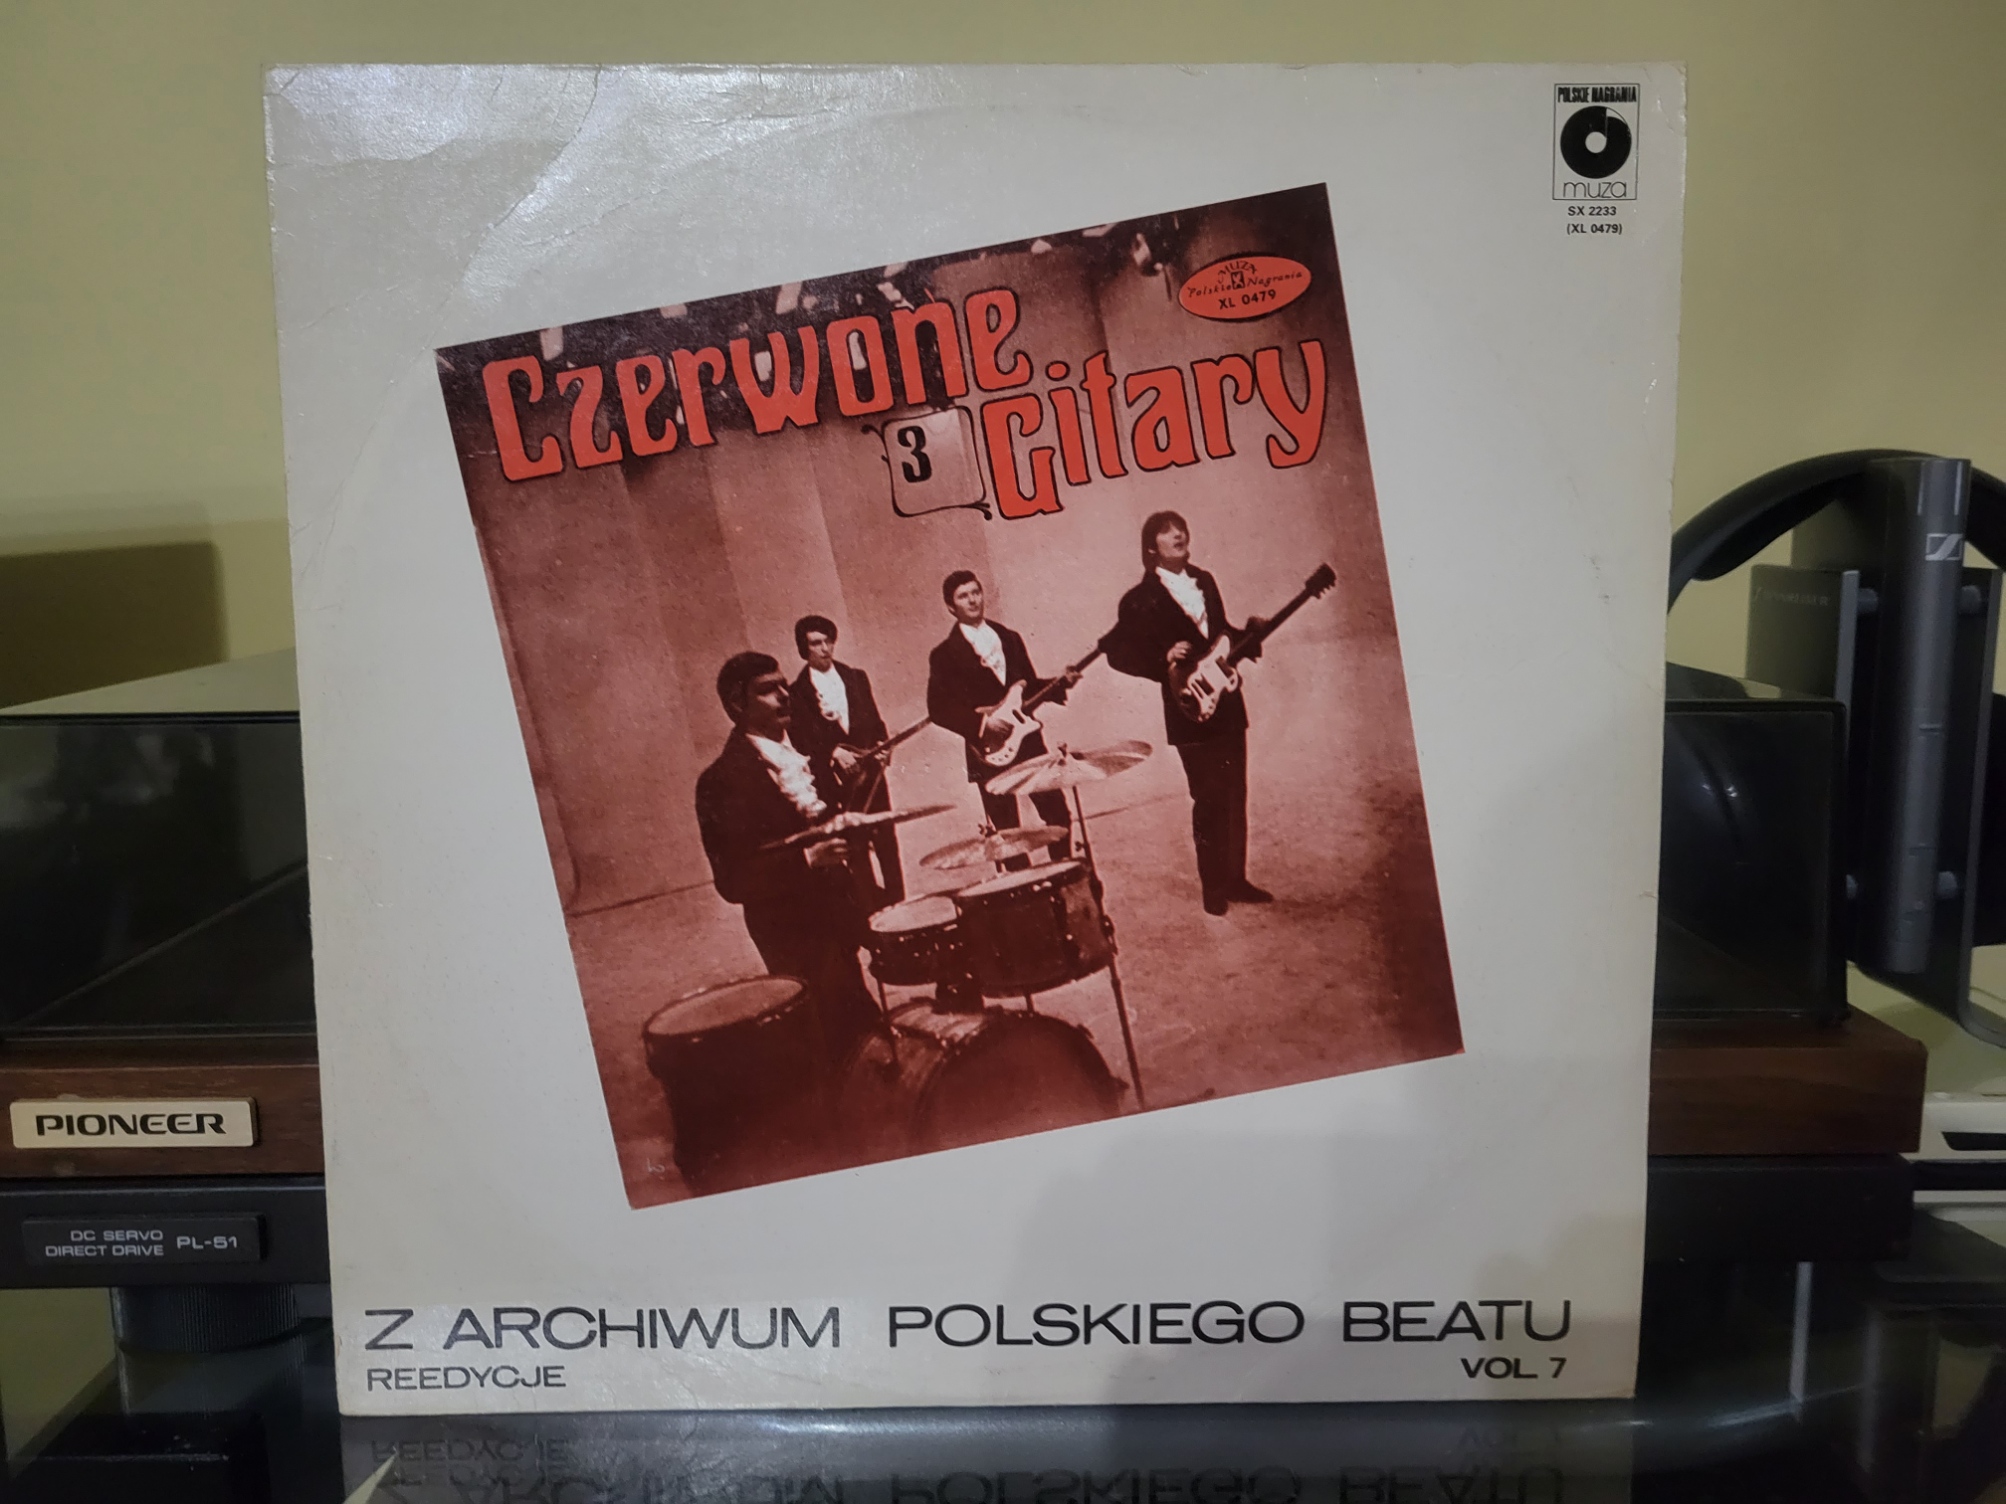 POLSKIE NAGRANIA
muza
SX 2233
(XL 0479)
MUZA
Polskie Nagrania
XL 0479
Czerwone
3
Gitary
SENNHEISER
PIONEER
DC SERVO
DIRECT DRIVE PL-51
Z ARCHIWUM POLSKIEGO BEATU
REEDYCJE
VOL 7